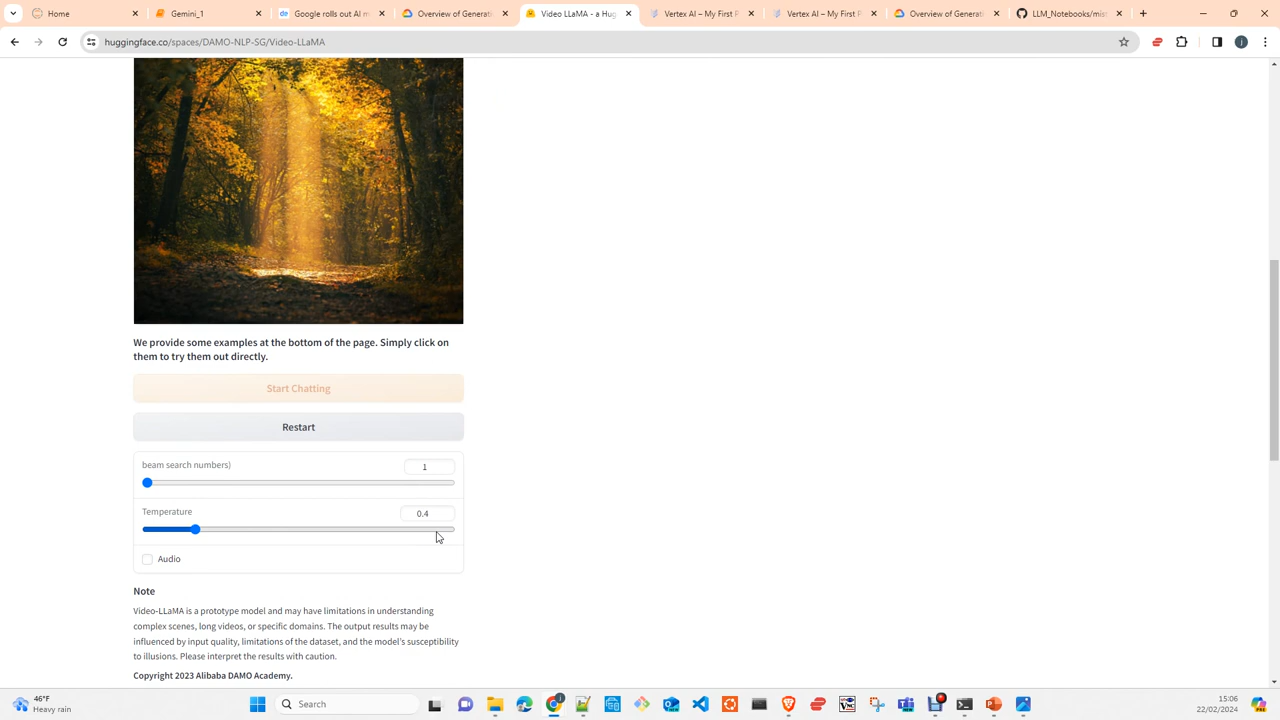 Home
Gemini_1
Google rolls out AI m
Overview of Generati
Video LLaMA - a Hug
Vertex AI – My First P
Vertex AI – My First P
Overview of Generati
LLM_Notebooks/mis
huggingface.co/spaces/DAMO-NLP-SG/Video-LLaMA
We provide some examples at the bottom of the page. Simply click on
them to try them out directly.
Start Chatting
Restart
beam search numbers)
1
Temperature
0.4
Audio
Note
Video-LLaMA is a prototype model and may have limitations in understanding
complex scenes, long videos, or specific domains. The output results may be
influenced by input quality, limitations of the dataset, and the model's susceptibility
to illusions. Please interpret the results with caution.
Copyright 2023 Alibaba DAMO Academy.
46°F
Heavy rain
Search
15:06
22/02/2024